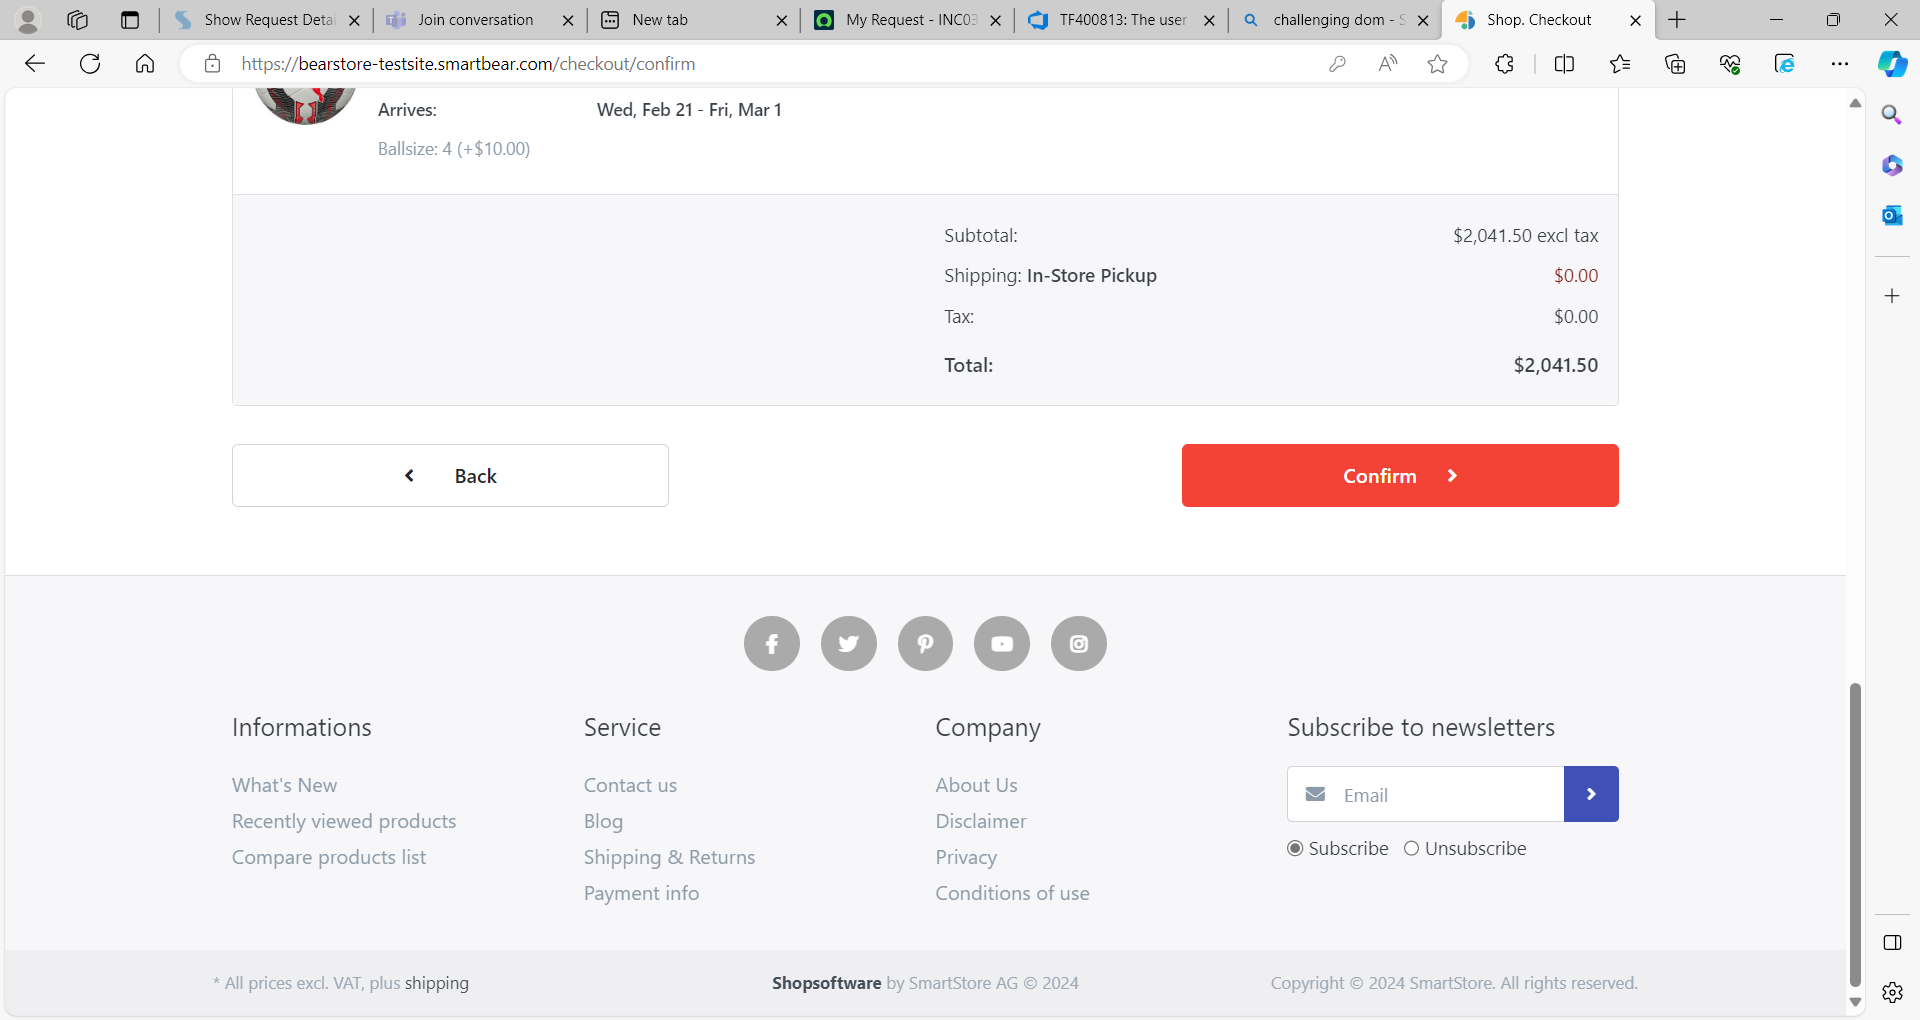 Show Request Detai
Join conversation
New tab
My Request - INC03
TF400813: The user
challenging dom - S
Shop. Checkout
https://bearstore-testsite.smartbear.com/checkout/confirm
Arrives: Wed, Feb 21 - Fri, Mar 1
Ballsize: 4 (+$10.00)
Subtotal: $2,041.50 excl tax
Shipping: In-Store Pickup $0.00
Tax: $0.00
Total: $2,041.50
Back
Confirm
Informations
What's New
Recently viewed products
Compare products list
Service
Contact us
Blog
Shipping & Returns
Payment info
Company
About Us
Disclaimer
Privacy
Conditions of use
Subscribe to newsletters
Email
Subscribe Unsubscribe
* All prices excl. VAT, plus shipping
Shopsoftware by SmartStore AG © 2024
Copyright © 2024 SmartStore. All rights reserved.